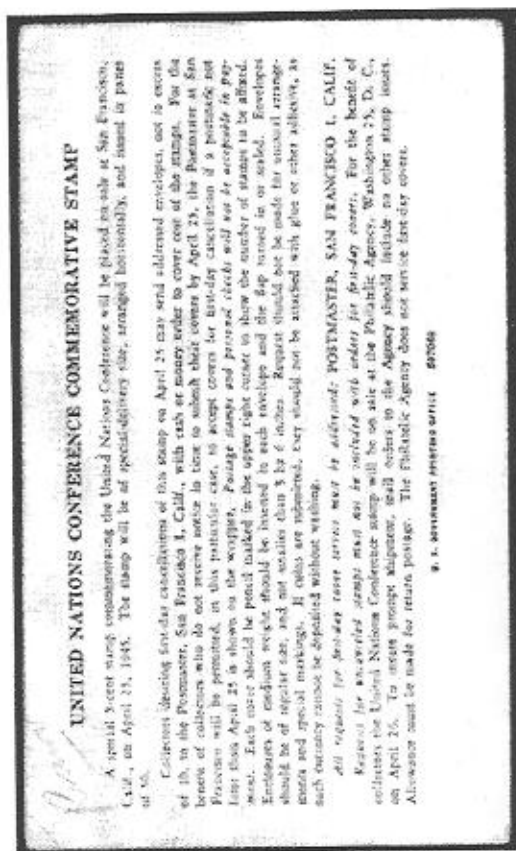 UNITED NATIONS CONFERENCE COMMEMORATIVE STAMP
A special 5-cent stamp commemorating the United Nations Conference will be placed on sale at San Francisco,
Calif., on April 25, 1945. The stamp will be of special-delivery size, arranged horizontally, and issued in panes
of 50.
Collectors desiring first-day cancellations of this stamp on April 25 may send addressed envelopes, not in excess
of 10, to the Postmaster, San Francisco 1, Calif., with cash or money order to cover cost of the stamps. For the
benefit of collectors who do not receive notice in time to submit their covers by April 25, the Postmaster at San
Francisco will be permitted, in this particular case, to accept covers for first-day cancellation if a postmark not
later than April 25 is shown on the wrapper. Postage stamps and personal checks will not be acceptable in pay-
ment. Each cover should be pencil marked in the upper right corner to show the number of stamps to be affixed.
Enclosures of medium weight should be inserted in each envelope and the flap turned in or sealed. Envelopes
should be of regular size, and not smaller than 3 by 6 inches. Request should not be made for unusual arrange-
ments and special markings. If coins are submitted, they should not be attached with glue or other adhesive, as
such currency cannot be deposited without washing.
All requests for first-day cover service must be addressed: POSTMASTER, SAN FRANCISCO 1, CALIF.
Requests for uncanceled stamps must not be included with orders for first-day covers. For the benefit of
collectors the United Nations Conference stamp will be on sale at the Philatelic Agency, Washington 25, D. C.,
on April 26. To insure prompt shipment, mail orders to the Agency should include no other stamp issues.
Allowance must be made for return postage. The Philatelic Agency does not service first-day covers.
U. S. GOVERNMENT PRINTING OFFICE